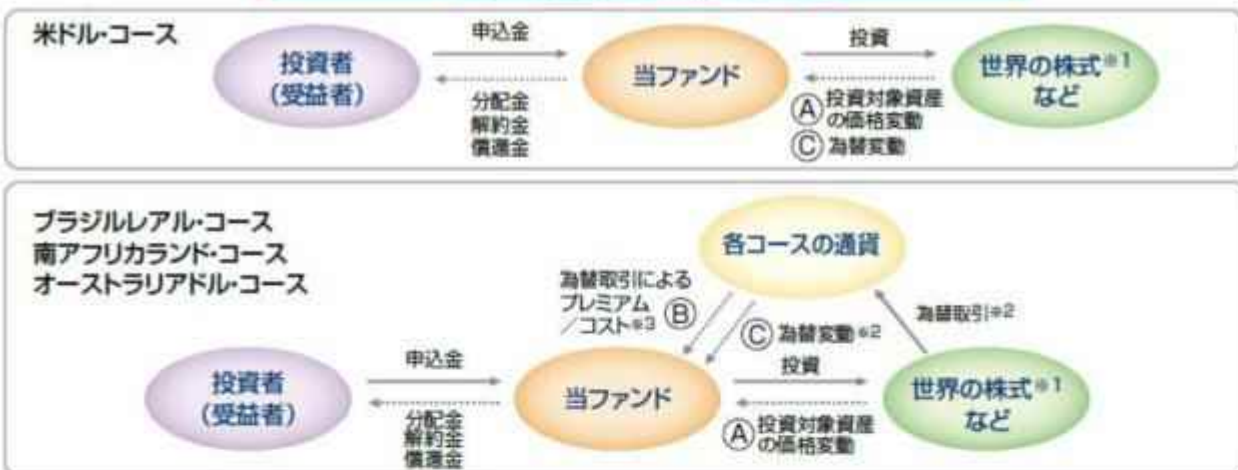 米ドル・コース
投資者
(受益者)
申込金
分配金
解約金
償還金
当ファンド
投資
Ⓐ 投資対象資産
の価格変動
Ⓒ 為替変動
世界の株式※1
など
ブラジルレアル・コース
南アフリカランド・コース
オーストラリアドル・コース
各コースの通貨
為替取引による
プレミアム
/コスト※3 Ⓑ
Ⓒ 為替変動※2
為替取引※2
投資者
(受益者)
申込金
分配金
解約金
償還金
当ファンド
投資
Ⓐ 投資対象資産
の価格変動
世界の株式※1
など